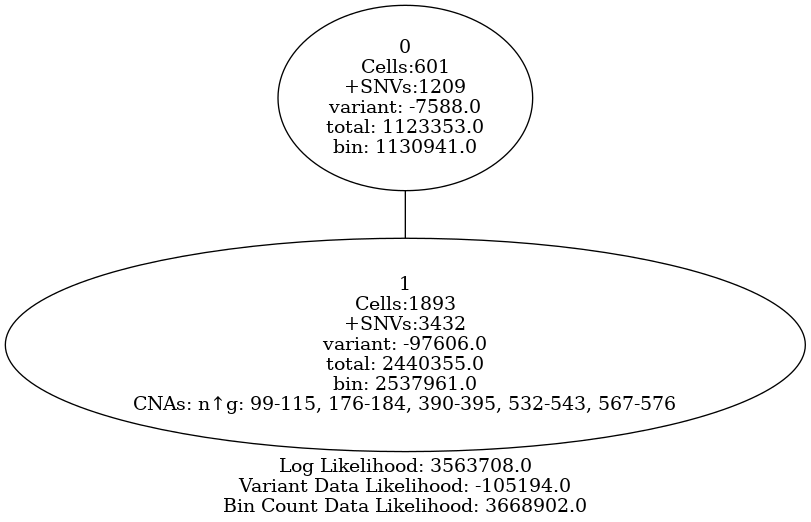 0
Cells:601
+SNVs:1209
variant: -7588.0
total: 1123353.0
bin: 1130941.0
1
Cells:1893
+SNVs:3432
variant: -97606.0
total: 2440355.0
bin: 2537961.0
CNAs: n↑g: 99-115, 176-184, 390-395, 532-543, 567-576
Log Likelihood: 3563708.0
Variant Data Likelihood: -105194.0
Bin Count Data Likelihood: 3668902.0